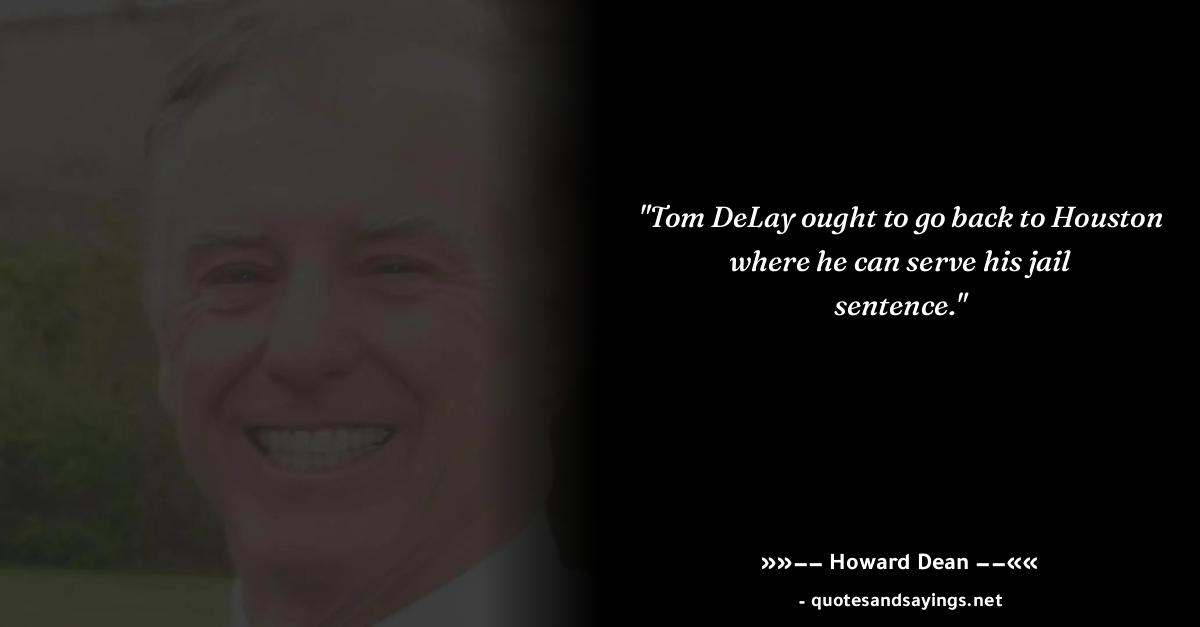 "Tom DeLay ought to go back to Houston
where he can serve his jail
sentence."
»»—— Howard Dean ——««
- quotesandsayings.net